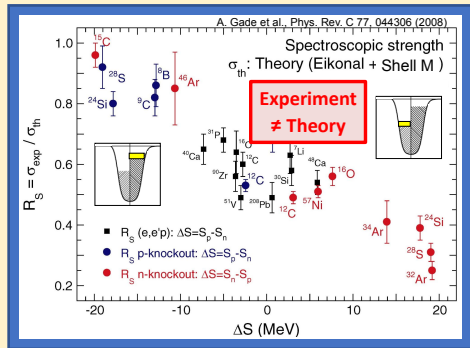 A. Gade et al., Phys. Rev. C 77, 044306 (2008)
Spectroscopic strength
σth: Theory (Eikonal + Shell M )
Experiment
≠ Theory
RS = σexp / σth
1.0
0.8
0.6
0.4
0.2
15C
28S
24Si
8B
9C
46Ar
31P
40Ca
16O
12C
90Zr
12C
51V
208Pb
7Li
30Si
48Ca
16O
12C
57Ni
34Ar
24Si
28S
32Ar
RS (e,e'p): ΔS=Sp-Sn
RS p-knockout: ΔS=Sp-Sn
RS n-knockout: ΔS=Sn-Sp
-20 -10 0 10 20
ΔS (MeV)